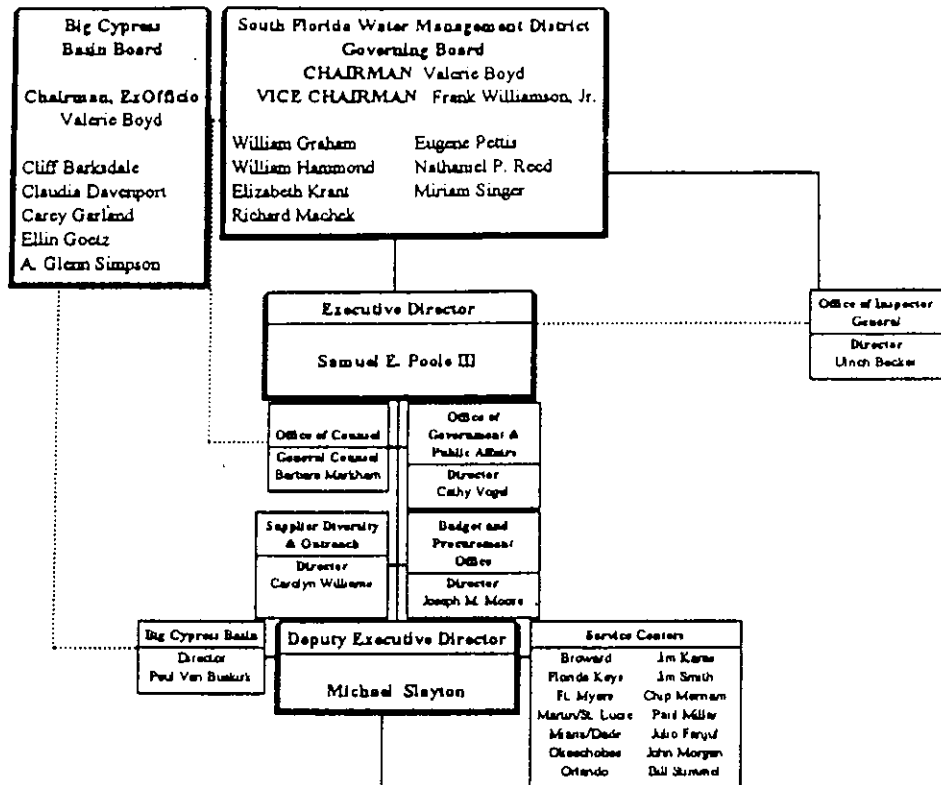 Big Cypress
Basin Board
Chairman, ExOfficio
Valerie Boyd
Cliff Barksdale
Claudia Davenport
Carey Garland
Ellin Goetz
A. Glenn Simpson
South Florida Water Management District
Governing Board
CHAIRMAN Valerie Boyd
VICE CHAIRMAN Frank Williamson, Jr.
William Graham Eugene Pettis
William Hammond Nathaniel P. Reed
Elizabeth Krant Miriam Singer
Richard Machek
Executive Director
Samuel E. Poole III
Office of Inspector
General
Director
Ulrich Becker
Office of Counsel
General Counsel
Barbara Markham
Office of
Government &
Public Affairs
Director
Cathy Vogel
Supplier Diversity
& Outreach
Director
Carolyn Williams
Budget and
Procurement
Office
Director
Joseph M. Moore
Big Cypress Basin
Director
Paul Van Buskirk
Deputy Executive Director
Michael Slayton
Service Centers
Broward Jim Karas
Florida Keys Jim Smith
Ft. Myers Chip Merriam
Martin/St. Lucie Paul Millar
Miami/Dade Julio
Okeechobee John Morgan
Orlando Bill